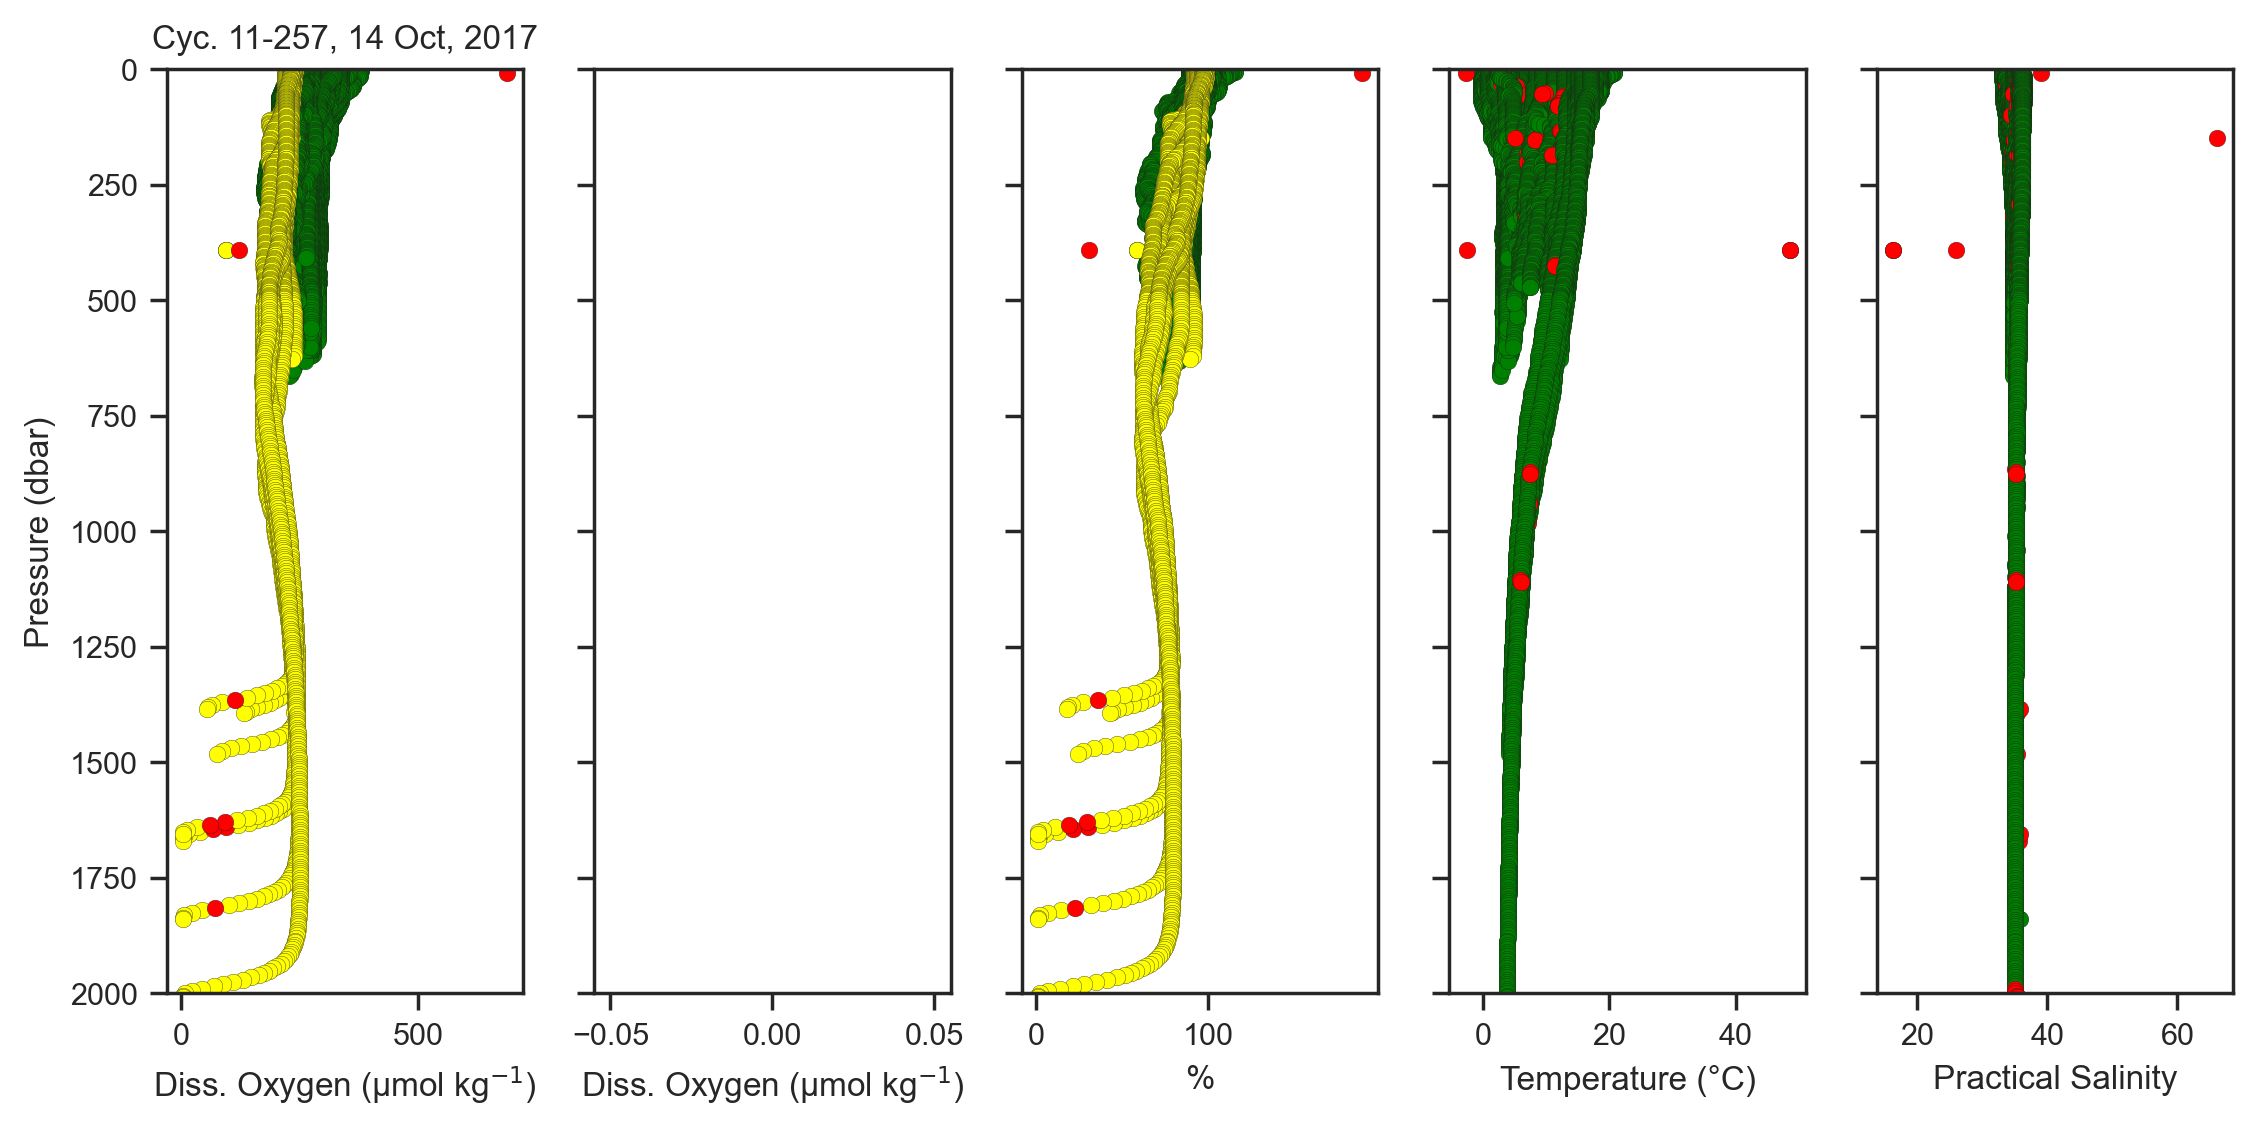 Cyc. 11-257, 14 Oct, 2017
Pressure (dbar)
0
250
500
750
1000
1250
1500
1750
2000
0 500
Diss. Oxygen (µmol kg⁻¹)
−0.05 0.00 0.05
Diss. Oxygen (µmol kg⁻¹)
0 100
%
0 20 40
Temperature (°C)
20 40 60
Practical Salinity